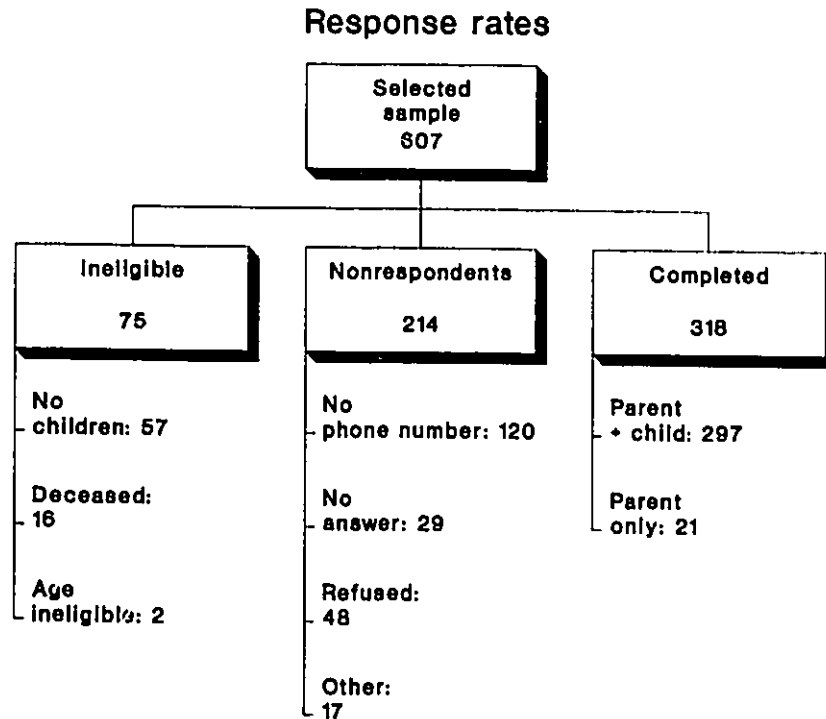 Response rates
Selected
sample
607
Ineligible
75
No
children: 57
Deceased:
16
Age
ineligible: 2
Nonrespondents
214
No
phone number: 120
No
answer: 29
Refused:
48
Other:
17
Completed
318
Parent
+ child: 297
Parent
only: 21